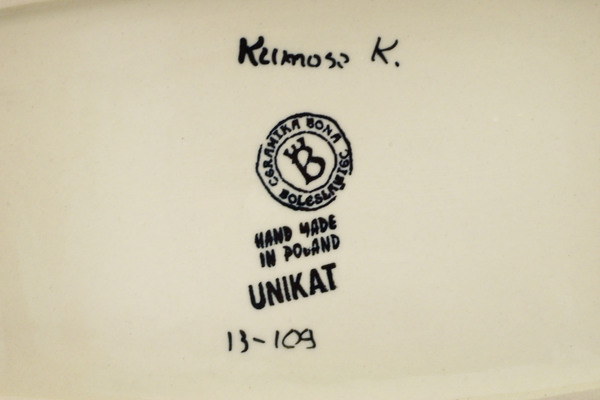 K.
CERAMIKA BONA
B
BOLESŁAWIEC
HAND MADE
IN POLAND
UNIKAT
13-109